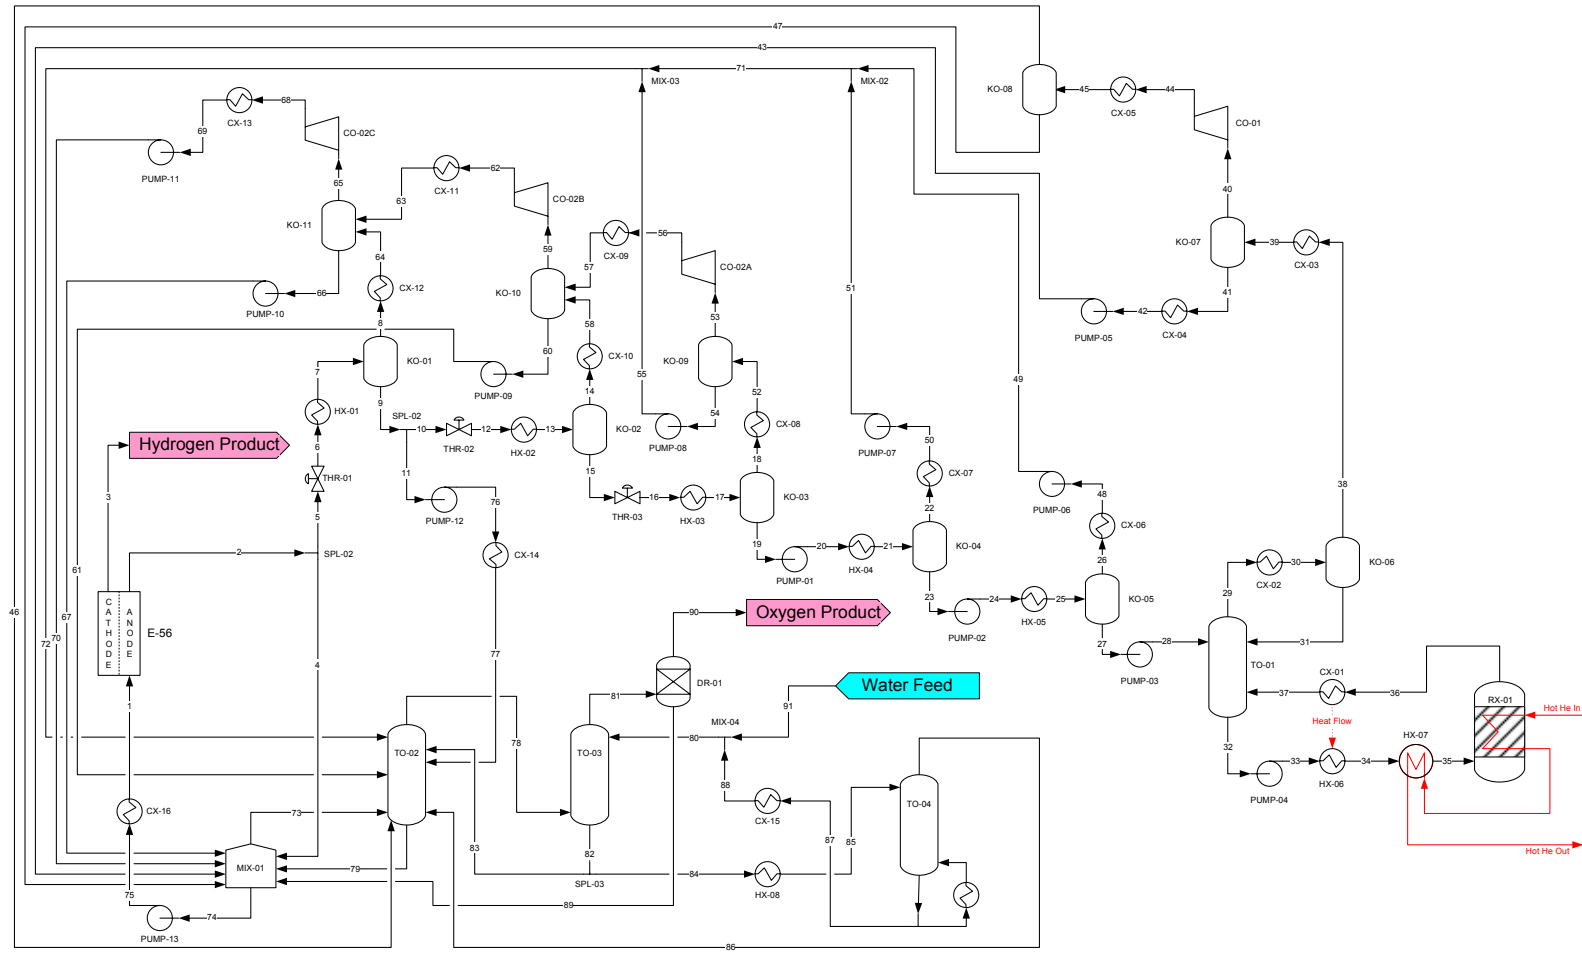 47
43
71
MIX-03
MIX-02
KO-08
45
44
CX-05
CO-01
68
CX-13
69
CO-02C
PUMP-11
65
40
62
CX-11
63
CO-02B
KO-11
64
59
56
CX-09
57
CO-02A
KO-07
39
CX-03
66
PUMP-10
CX-12
KO-10
58
53
51
41
42
CX-04
PUMP-05
8
KO-01
7
60
CX-10
KO-09
55
52
PUMP-09
14
54
49
HX-01
9
SPL-02
10
12
13
KO-02
PUMP-08
CX-08
PUMP-07
50
Hydrogen Product
6
THR-02
HX-02
18
CX-07
THR-01
11
15
KO-03
3
5
PUMP-12
76
16
17
THR-03
HX-03
22
PUMP-06
48
38
CX-06
2
SPL-02
CX-14
19
20
21
KO-04
PUMP-01
HX-04
26
30
CX-02
KO-06
61
46
67
70
72
CATHODE
ANODE
E-56
23
24
25
KO-05
PUMP-02
HX-05
29
90
Oxygen Product
27
28
PUMP-03
31
TO-01
4
77
DR-01
81
Water Feed
91
37
CX-01
36
RX-01
Hot He In
1
MIX-04
80
Heat Flow
HX-07
TO-02
78
TO-03
32
33
34
35
HX-06
PUMP-04
88
TO-04
CX-16
73
CX-15
87
85
83
82
Hot He Out
MIX-01
79
84
SPL-03
HX-08
75
74
PUMP-13
89
86